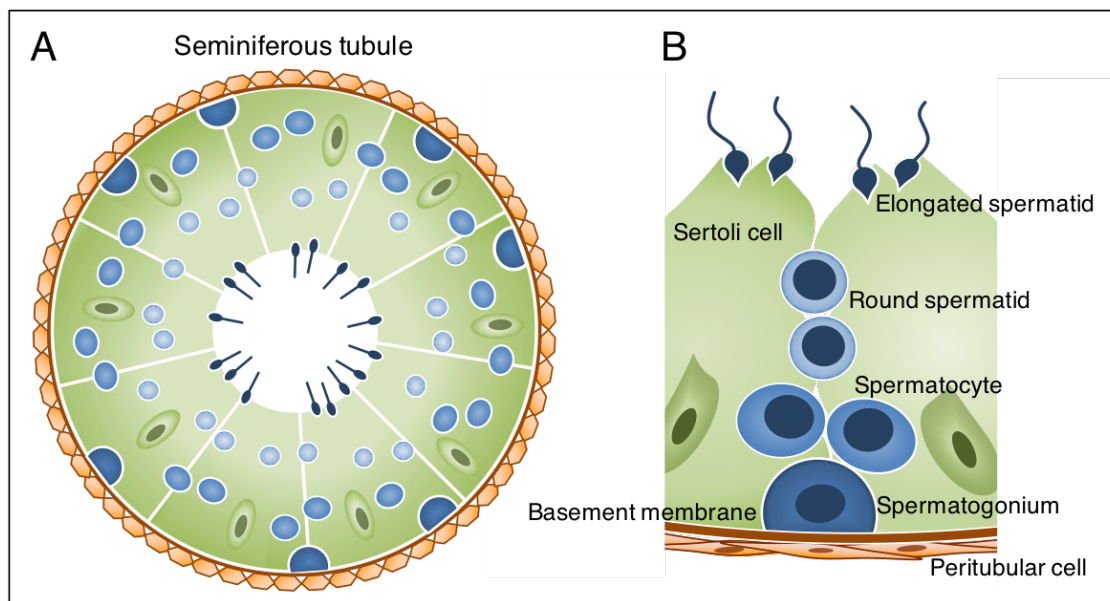 A
Seminiferous tubule
B
Elongated spermatid
Sertoli cell
Round spermatid
Spermatocyte
Basement membrane
Spermatogonium
Peritubular cell